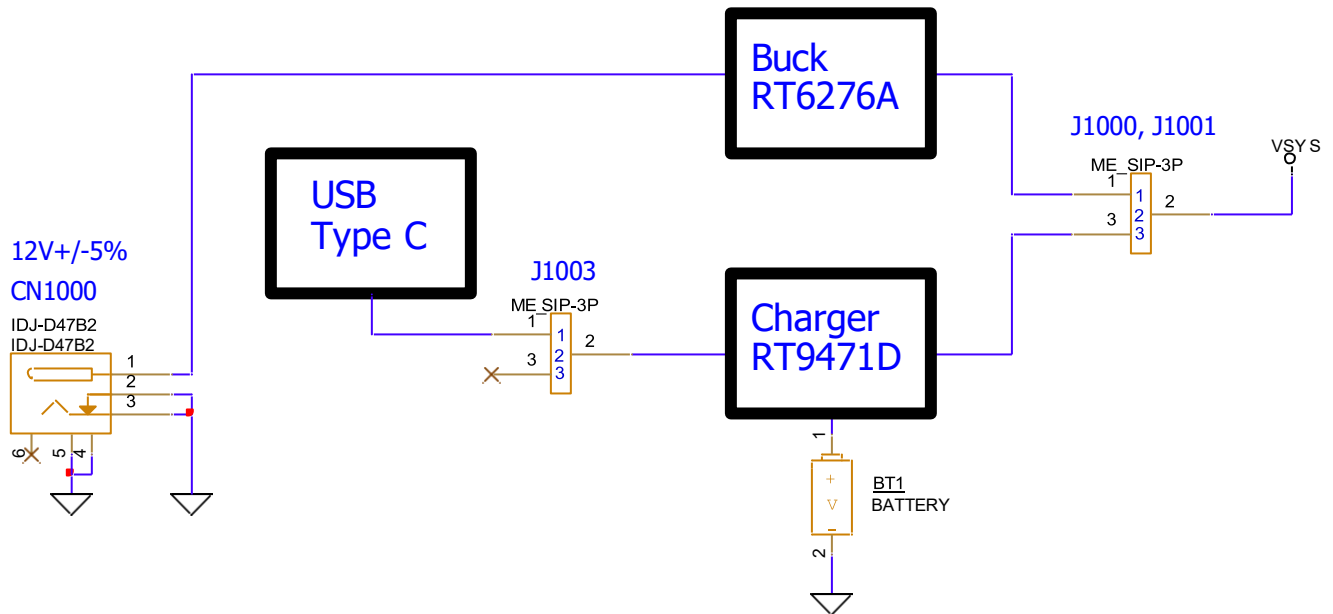 Buck
RT6276A
J1000, J1001
ME_SIP-3P
1
1
2
2
3
3
VSYS
USB
Type C
12V+/-5%
CN1000
IDJ-D47B2
IDJ-D47B2
1
2
3
6
5
4
J1003
ME_SIP-3P
1
1
2
2
3
3
Charger
RT9471D
1
+
V
-
2
BT1
BATTERY